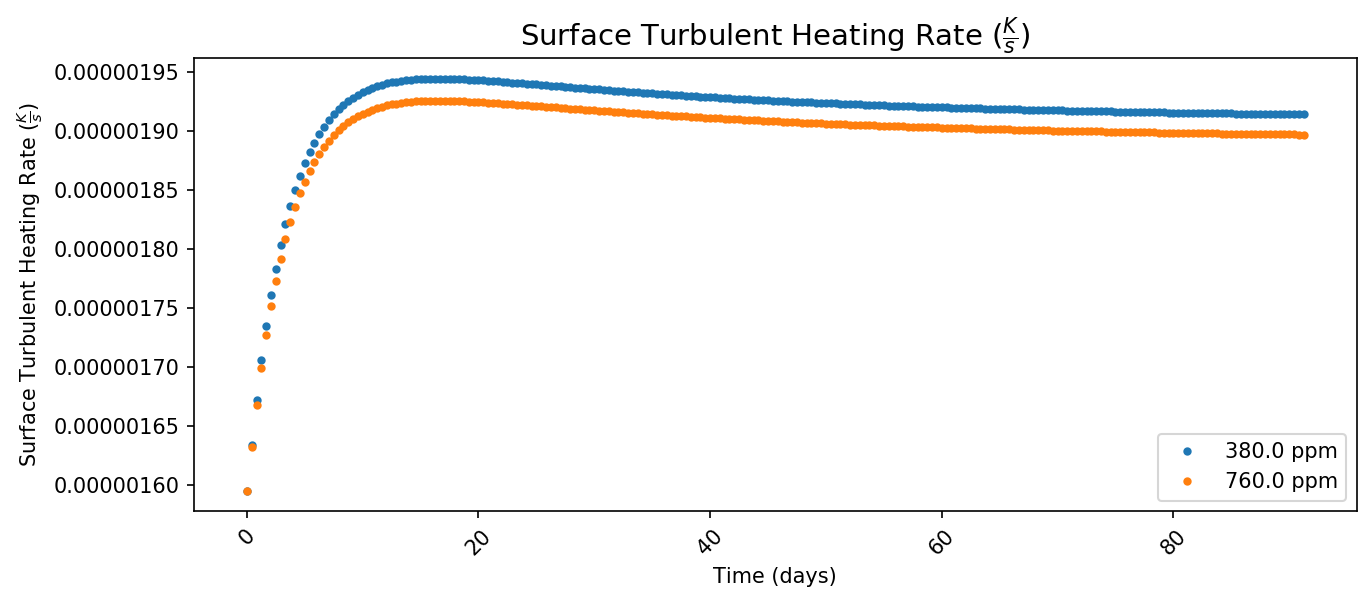 Surface Turbulent Heating Rate (K/s)
0.00000195
0.00000190
0.00000185
0.00000180
0.00000175
0.00000170
0.00000165
0.00000160
Surface Turbulent Heating Rate (K/s)
380.0 ppm
760.0 ppm
0
20
40
60
80
Time (days)